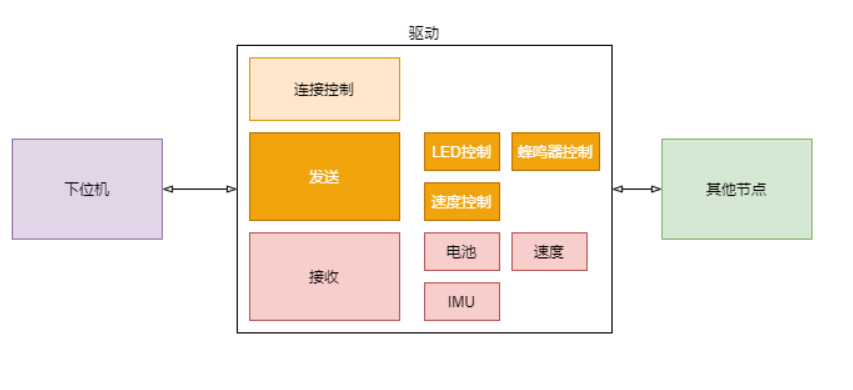 驱动
连接控制
下位机
发送
LED控制
蜂鸣器控制
速度控制
其他节点
接收
电池
速度
IMU